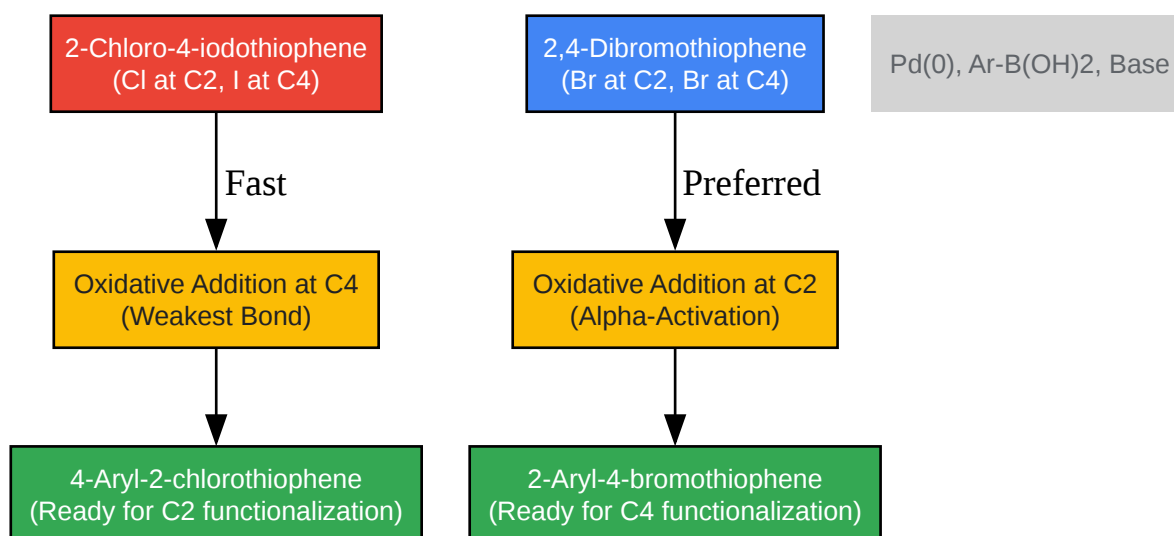 2-Chloro-4-iodothiophene
(Cl at C2, I at C4)
2,4-Dibromothiophene
(Br at C2, Br at C4)
Pd(0), Ar-B(OH)2, Base
Fast
Preferred
Oxidative Addition at C4
(Weakest Bond)
Oxidative Addition at C2
(Alpha-Activation)
4-Aryl-2-chlorothiophene
(Ready for C2 functionalization)
2-Aryl-4-bromothiophene
(Ready for C4 functionalization)